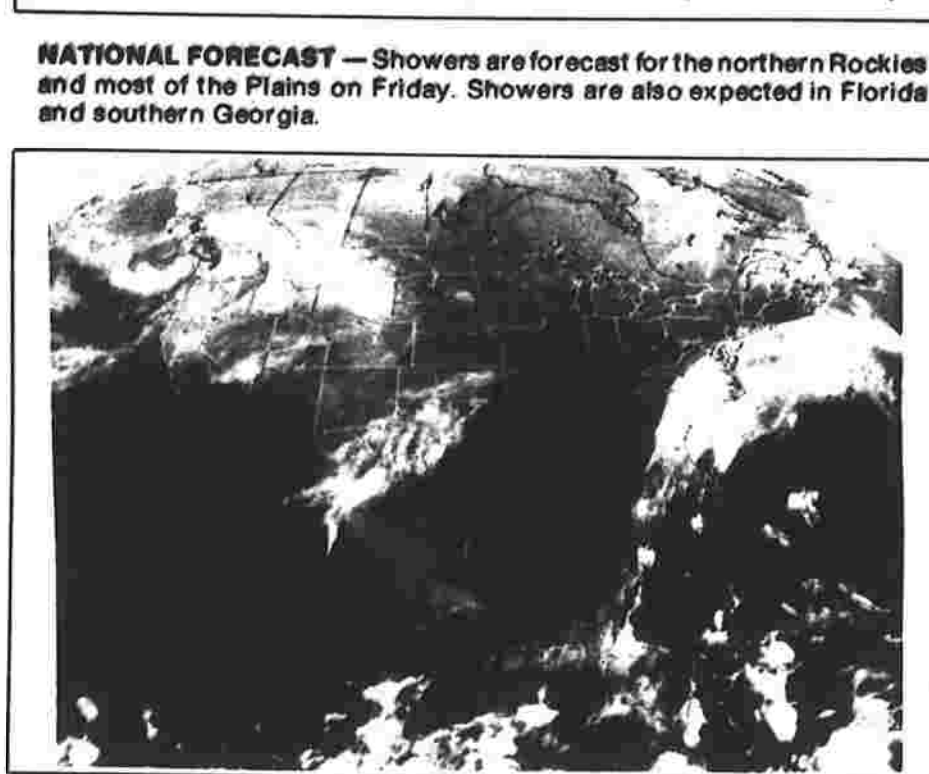 NATIONAL FORECAST — Showers are forecast for the northern Rockies
and most of the Plains on Friday. Showers are also expected in Florida
and southern Georgia.